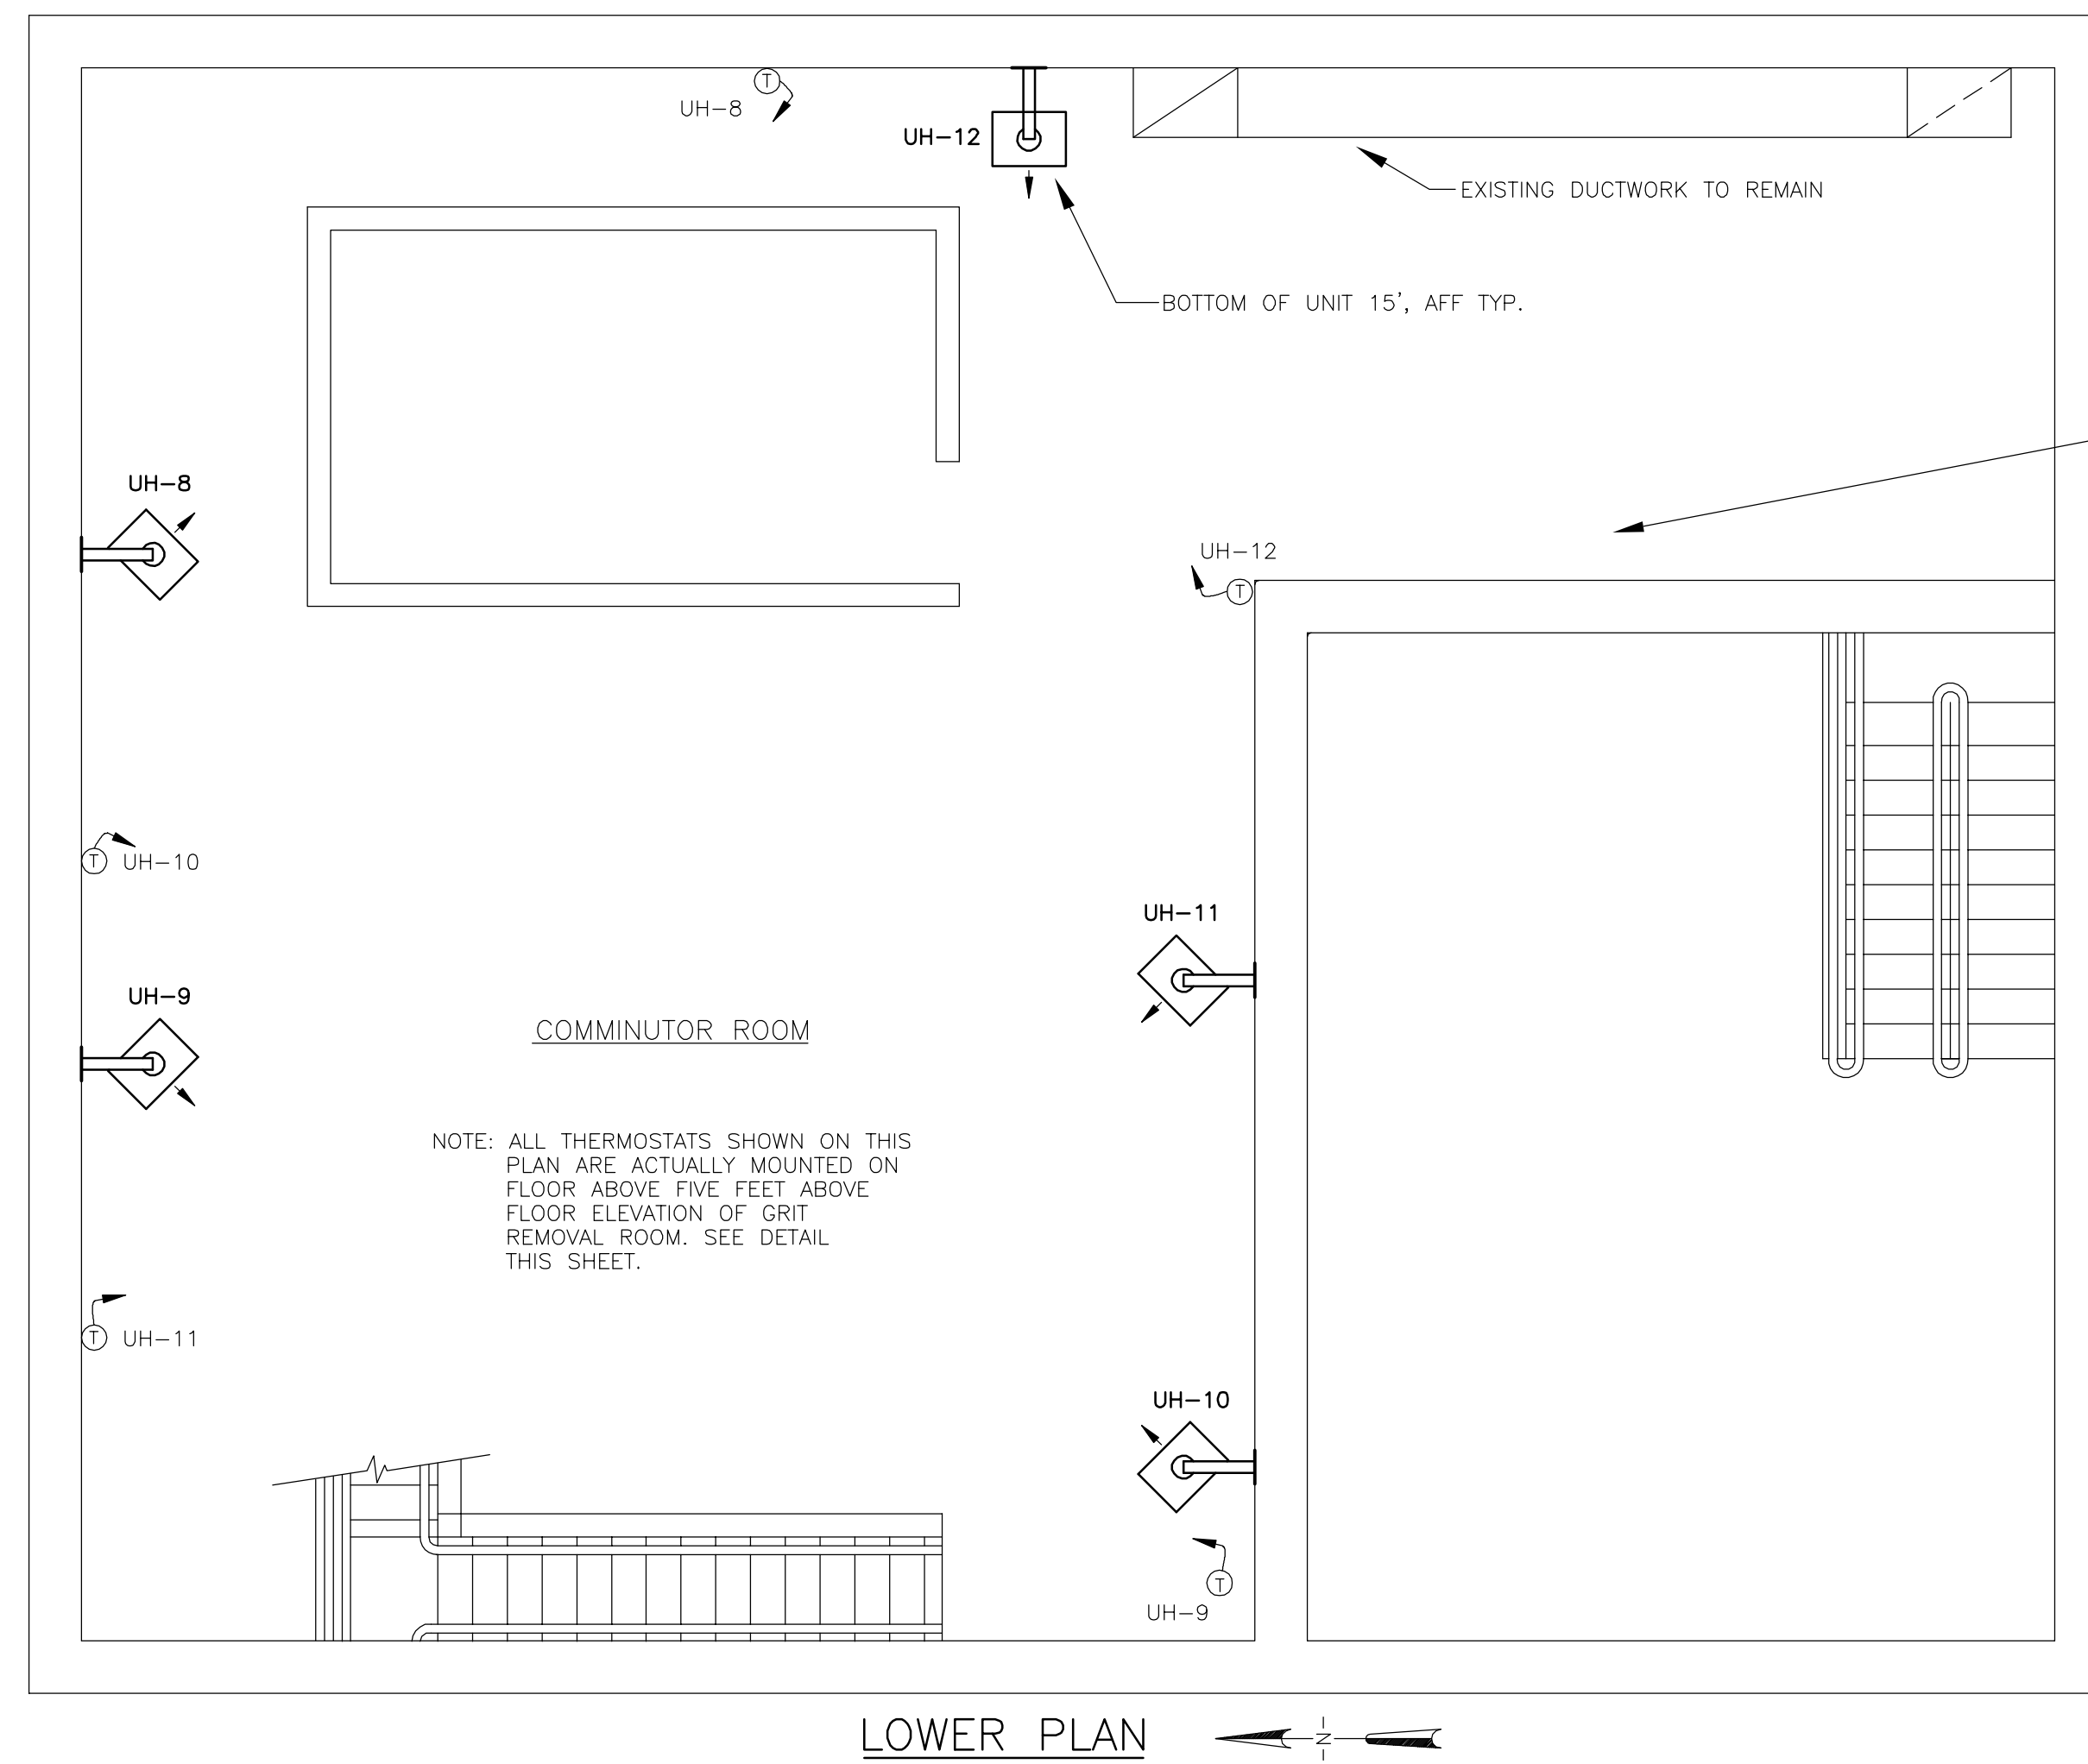 T
UH-8
UH-12
EXISTING DUCTWORK TO REMAIN
BOTTOM OF UNIT 15', AFF TYP.
UH-8
UH-12
T
T UH-10
UH-11
UH-9
COMMINUTOR ROOM
NOTE: ALL THERMOSTATS SHOWN ON THIS
PLAN ARE ACTUALLY MOUNTED ON
FLOOR ABOVE FIVE FEET ABOVE
FLOOR ELEVATION OF GRIT
REMOVAL ROOM. SEE DETAIL
THIS SHEET.
T UH-11
UH-10
T
UH-9
LOWER PLAN
N